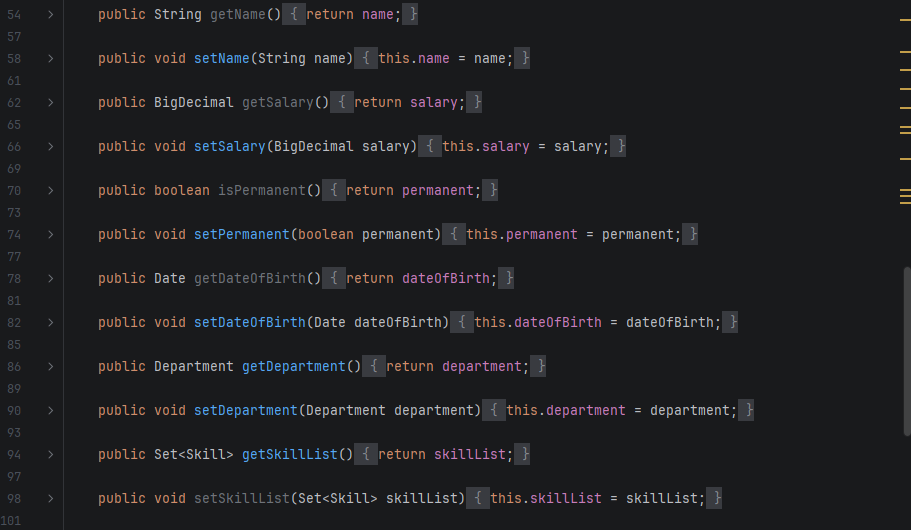 54 public String getName() { return name; }
57
58 public void setName(String name) { this.name = name; }
61
62 public BigDecimal getSalary() { return salary; }
65
66 public void setSalary(BigDecimal salary) { this.salary = salary; }
69
70 public boolean isPermanent() { return permanent; }
73
74 public void setPermanent(boolean permanent) { this.permanent = permanent; }
77
78 public Date getDateOfBirth() { return dateOfBirth; }
81
82 public void setDateOfBirth(Date dateOfBirth) { this.dateOfBirth = dateOfBirth; }
85
86 public Department getDepartment() { return department; }
89
90 public void setDepartment(Department department) { this.department = department; }
93
94 public Set<Skill> getSkillList() { return skillList; }
97
98 public void setSkillList(Set<Skill> skillList) { this.skillList = skillList; }
101